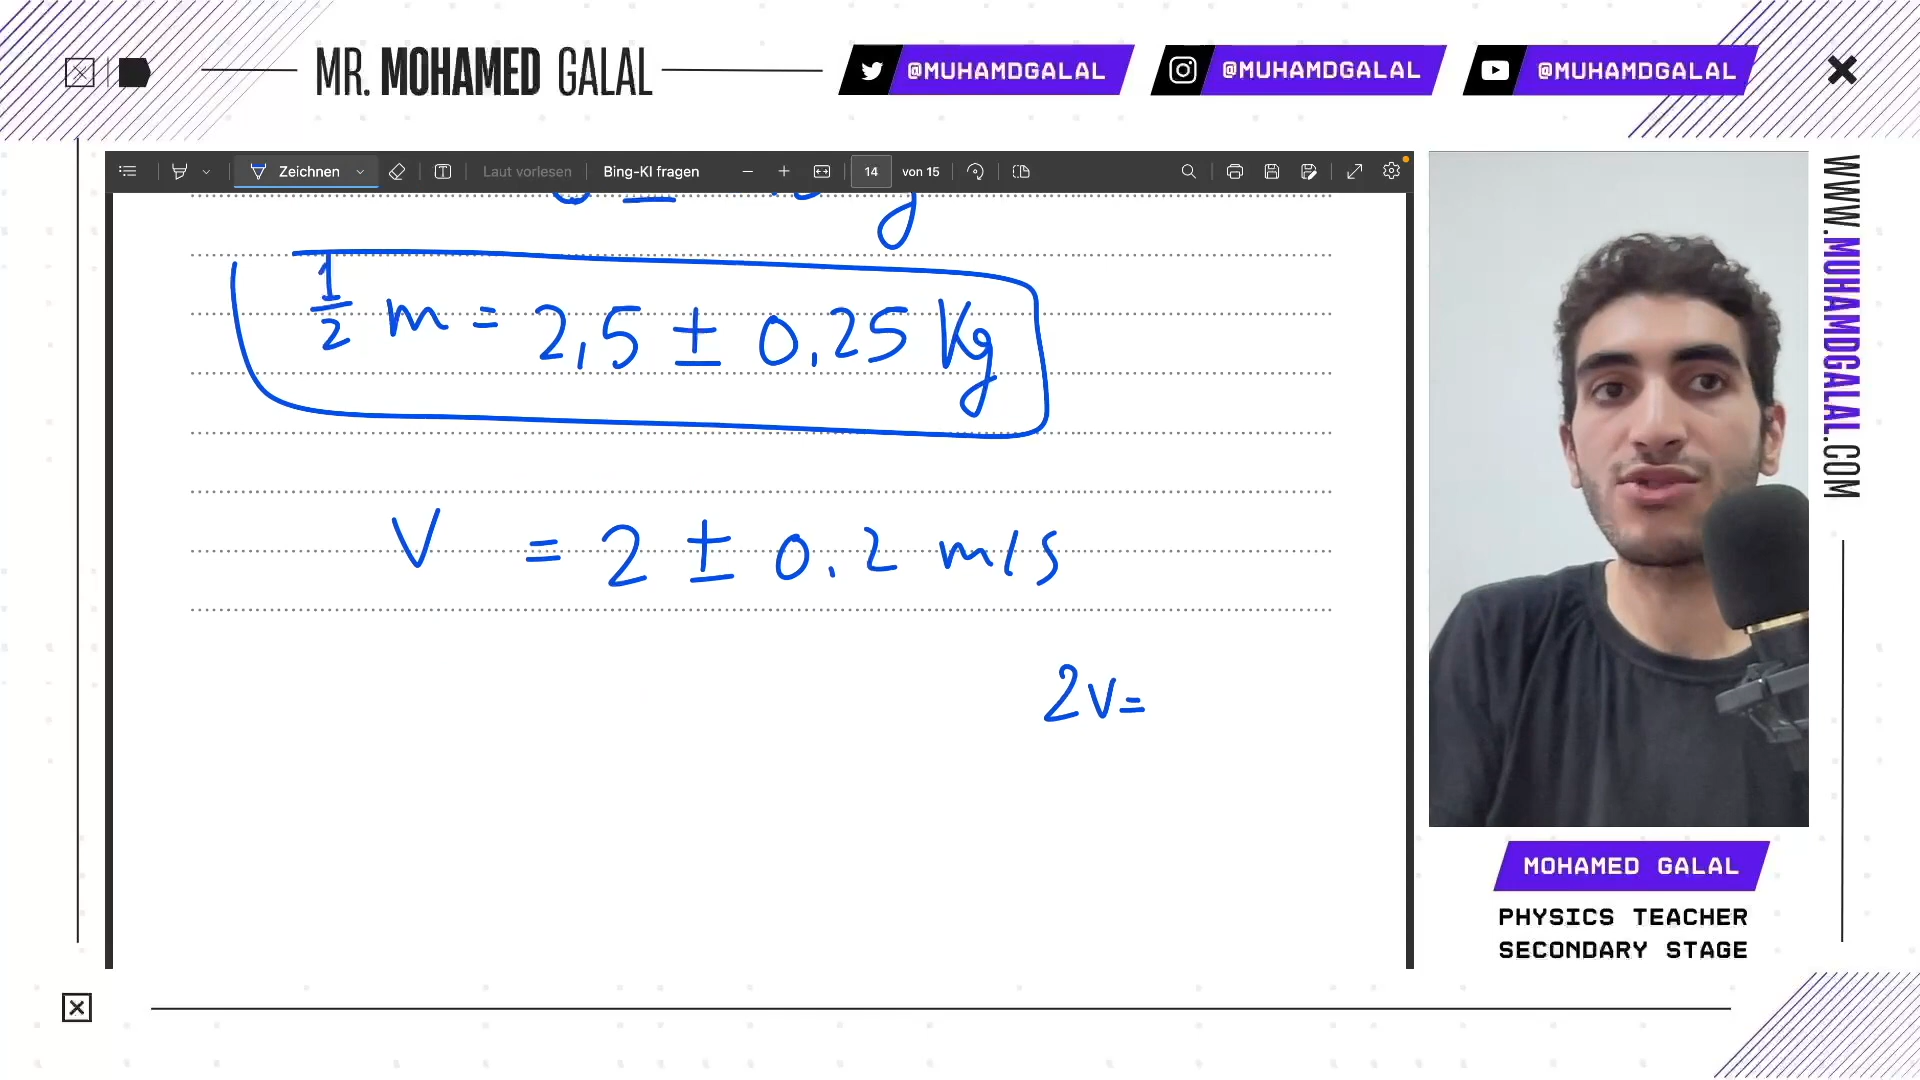 MR. MOHAMED GALAL
@MUHAMDGALAL
@MUHAMDGALAL
@MUHAMDGALAL
Zeichnen
Laut vorlesen
Bing-KI fragen
14 von 15
1/2 m = 2,5 ± 0,25 Kg
V = 2 ± 0.2 m/s
2V=
WWW.MUHAMDGALAL.COM
MOHAMED GALAL
PHYSICS TEACHER
SECONDARY STAGE